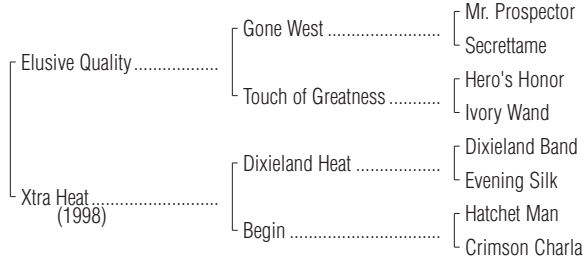 Mr. Prospector
Gone West
Secrettame
Elusive Quality
Hero's Honor
Touch of Greatness
Ivory Wand
Dixieland Band
Dixieland Heat
Evening Silk
Xtra Heat
(1998)
Hatchet Man
Begin
Crimson Charla